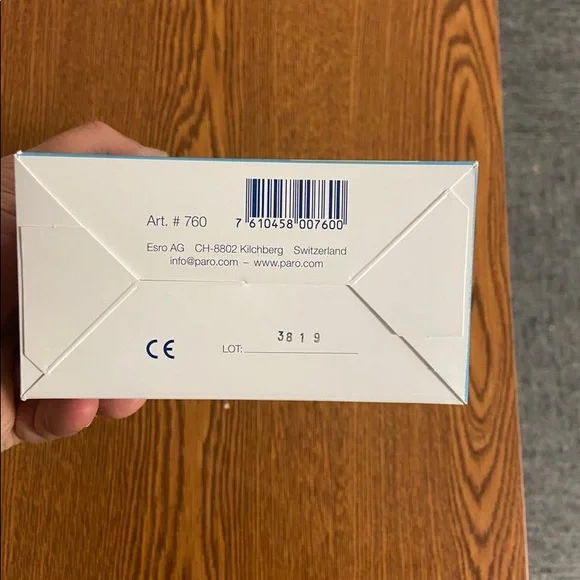 Art. # 760
7 610458 007600
Esro AG CH-8802 Kilchberg Switzerland
info@paro.com – www.paro.com
CE LOT: 3819